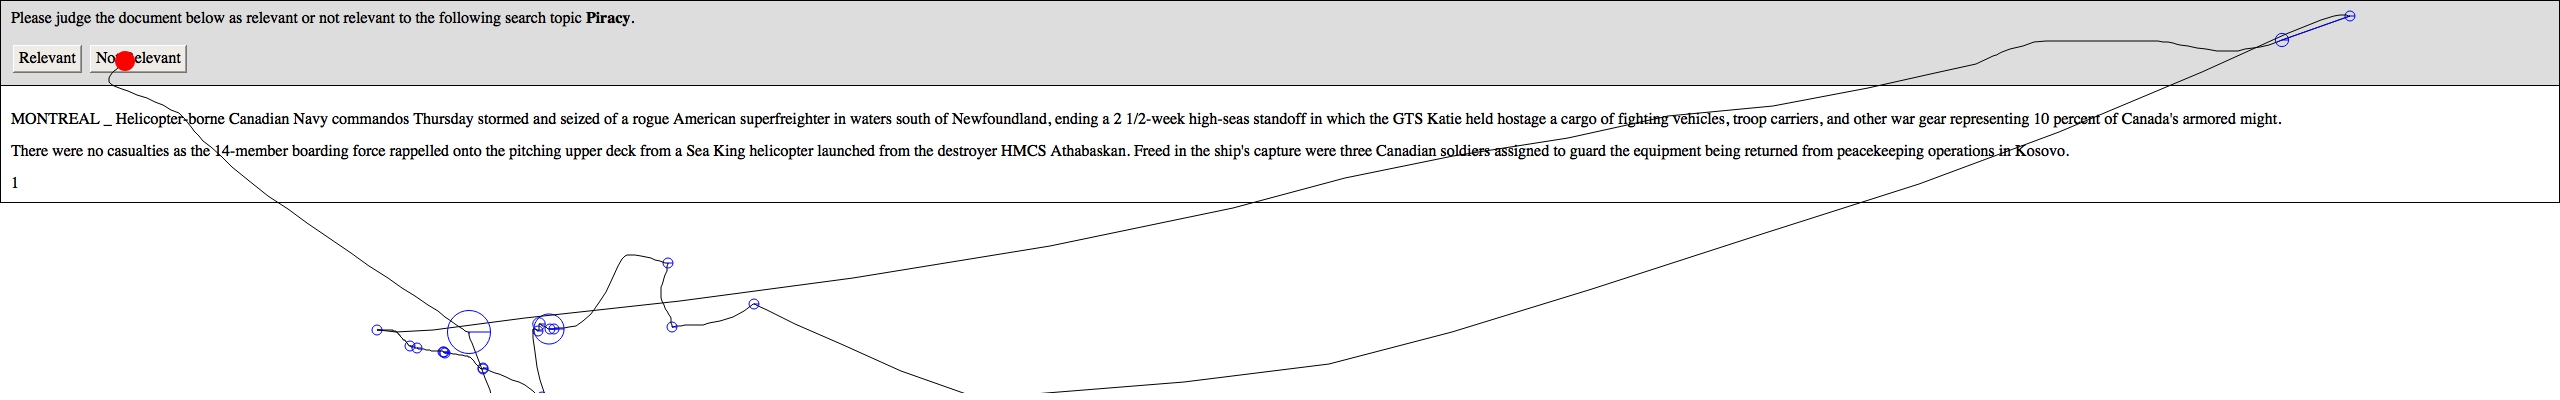 Please judge the document below as relevant or not relevant to the following search topic Piracy.
Relevant No elevant
MONTREAL _ Helicopter-borne Canadian Navy commandos Thursday stormed and seized of a rogue American superfreighter in waters south of Newfoundland, ending a 2 1/2-week high-seas standoff in which the GTS Katie held hostage a cargo of fighting vehicles, troop carriers, and other war gear representing 10 percent of Canada's armored might.
There were no casualties as the 14-member boarding force rappelled onto the pitching upper deck from a Sea King helicopter launched from the destroyer HMCS Athabaskan. Freed in the ship's capture were three Canadian soldiers assigned to guard the equipment being returned from peacekeeping operations in Kosovo.
1